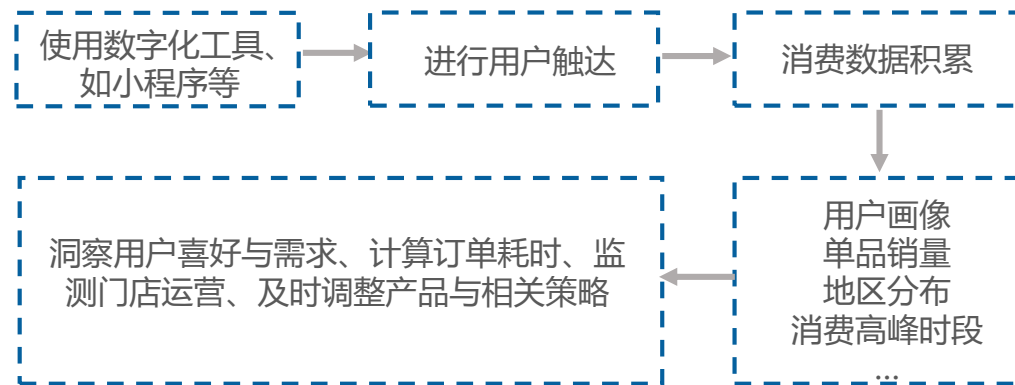 使用数字化工具、
如小程序等
进行用户触达
消费数据积累
用户画像
单品销量
地区分布
消费高峰时段
...
洞察用户喜好与需求、计算订单耗时、监
测门店运营、及时调整产品与相关策略